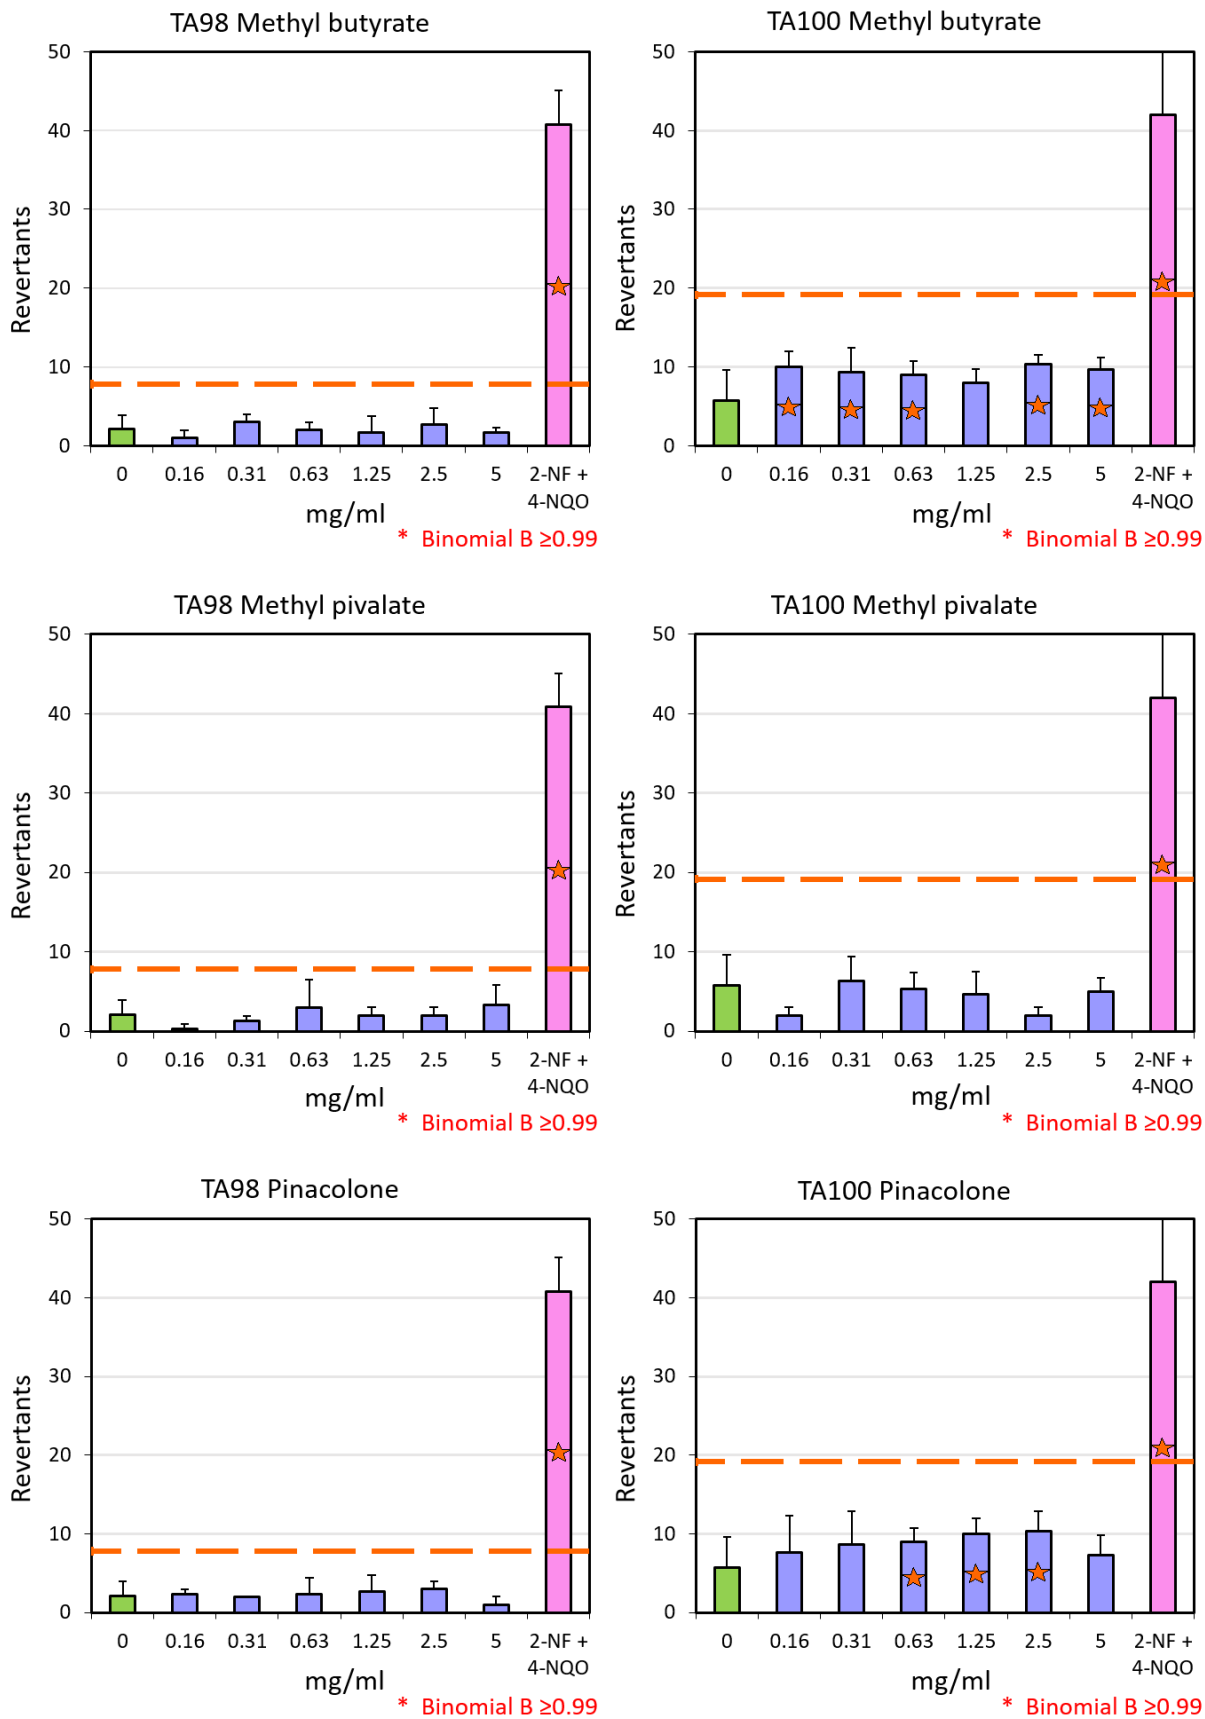 TA98 Methyl butyrate
50
40
30
20
10
0
Revertants
0 0.16 0.31 0.63 1.25 2.5 5 2-NF +
4-NQO
mg/ml
* Binomial B ≥0.99
TA100 Methyl butyrate
50
40
30
20
10
0
Revertants
0 0.16 0.31 0.63 1.25 2.5 5 2-NF +
4-NQO
mg/ml
* Binomial B ≥0.99
TA98 Methyl pivalate
50
40
30
20
10
0
Revertants
0 0.16 0.31 0.63 1.25 2.5 5 2-NF +
4-NQO
mg/ml
* Binomial B ≥0.99
TA100 Methyl pivalate
50
40
30
20
10
0
Revertants
0 0.16 0.31 0.63 1.25 2.5 5 2-NF +
4-NQO
mg/ml
* Binomial B ≥0.99
TA98 Pinacolone
50
40
30
20
10
0
Revertants
0 0.16 0.31 0.63 1.25 2.5 5 2-NF +
4-NQO
mg/ml
* Binomial B ≥0.99
TA100 Pinacolone
50
40
30
20
10
0
Revertants
0 0.16 0.31 0.63 1.25 2.5 5 2-NF +
4-NQO
mg/ml
* Binomial B ≥0.99